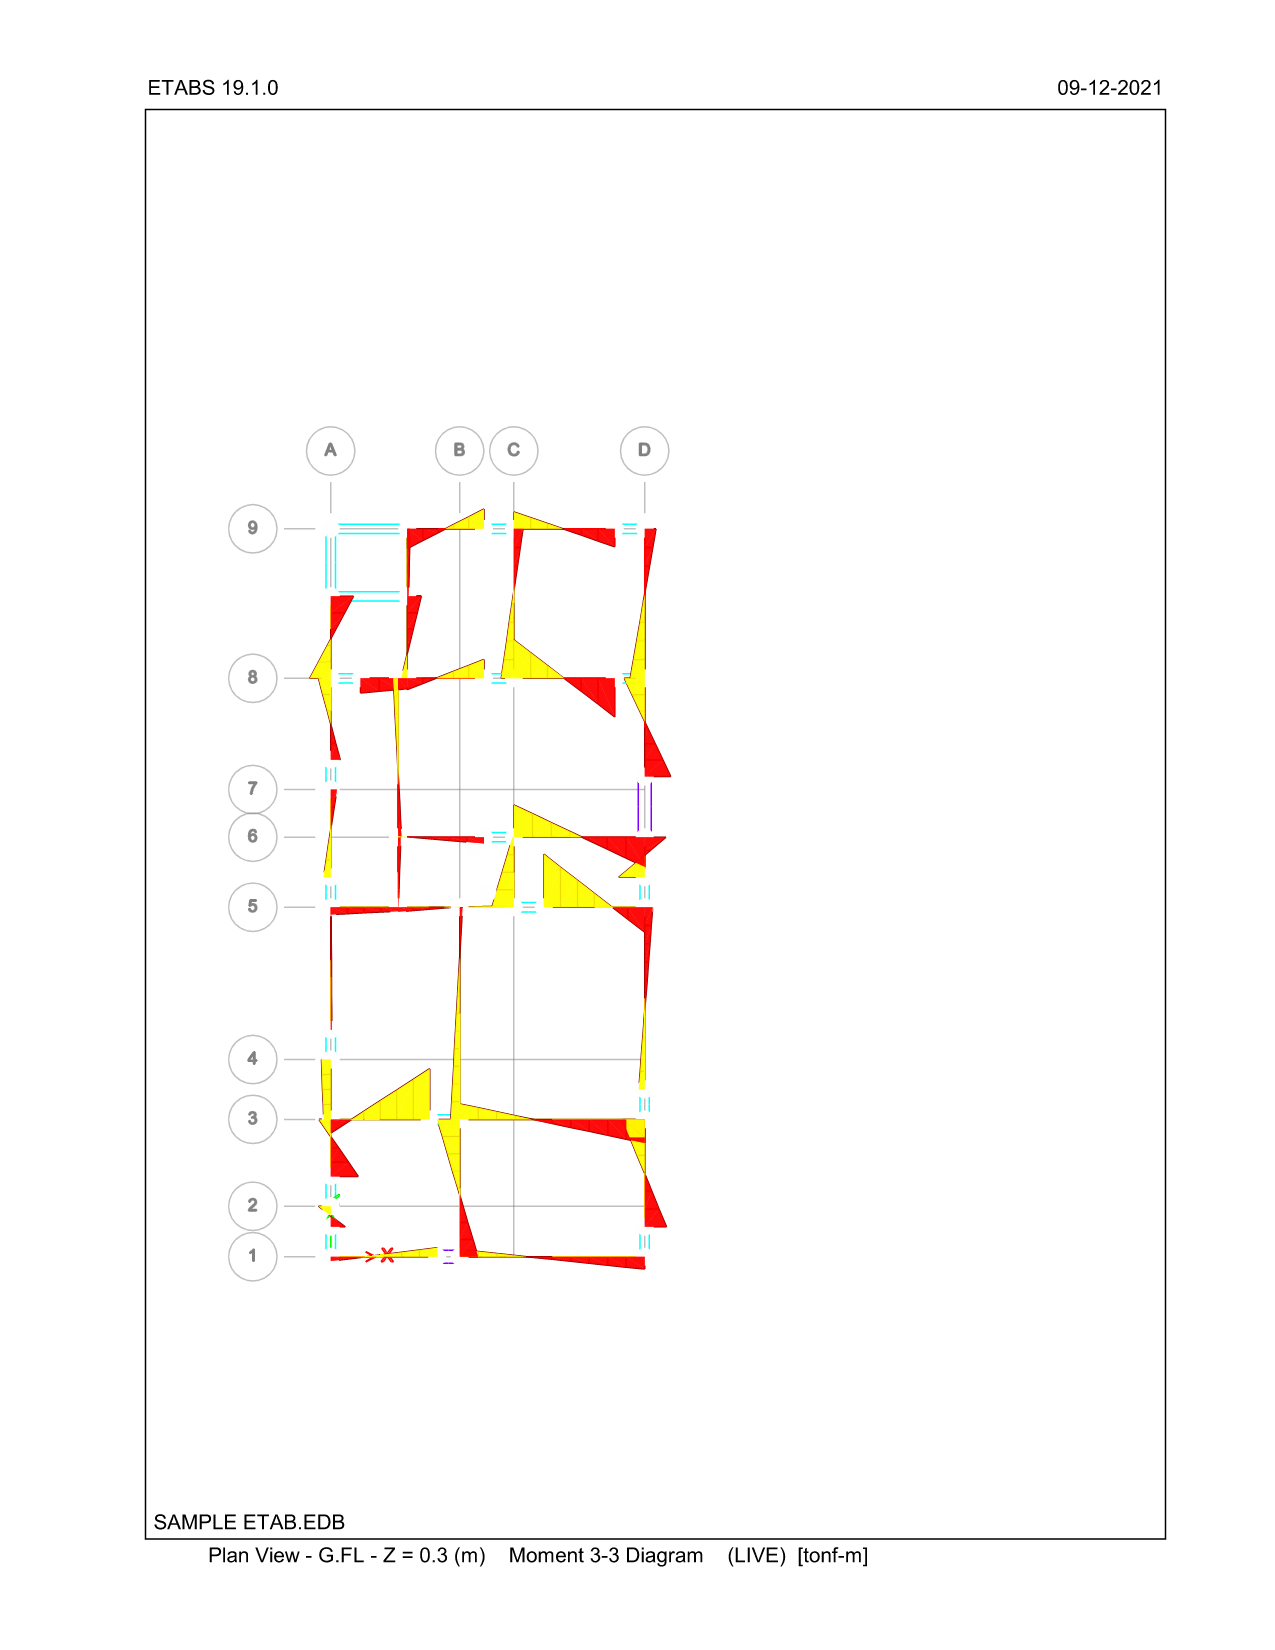 ETABS 19.1.0 09-12-2021
A B C D
9
8
7
6
5
4
3
2
1
SAMPLE ETAB.EDB
Plan View - G.FL - Z = 0.3 (m) Moment 3-3 Diagram (LIVE) [tonf-m]